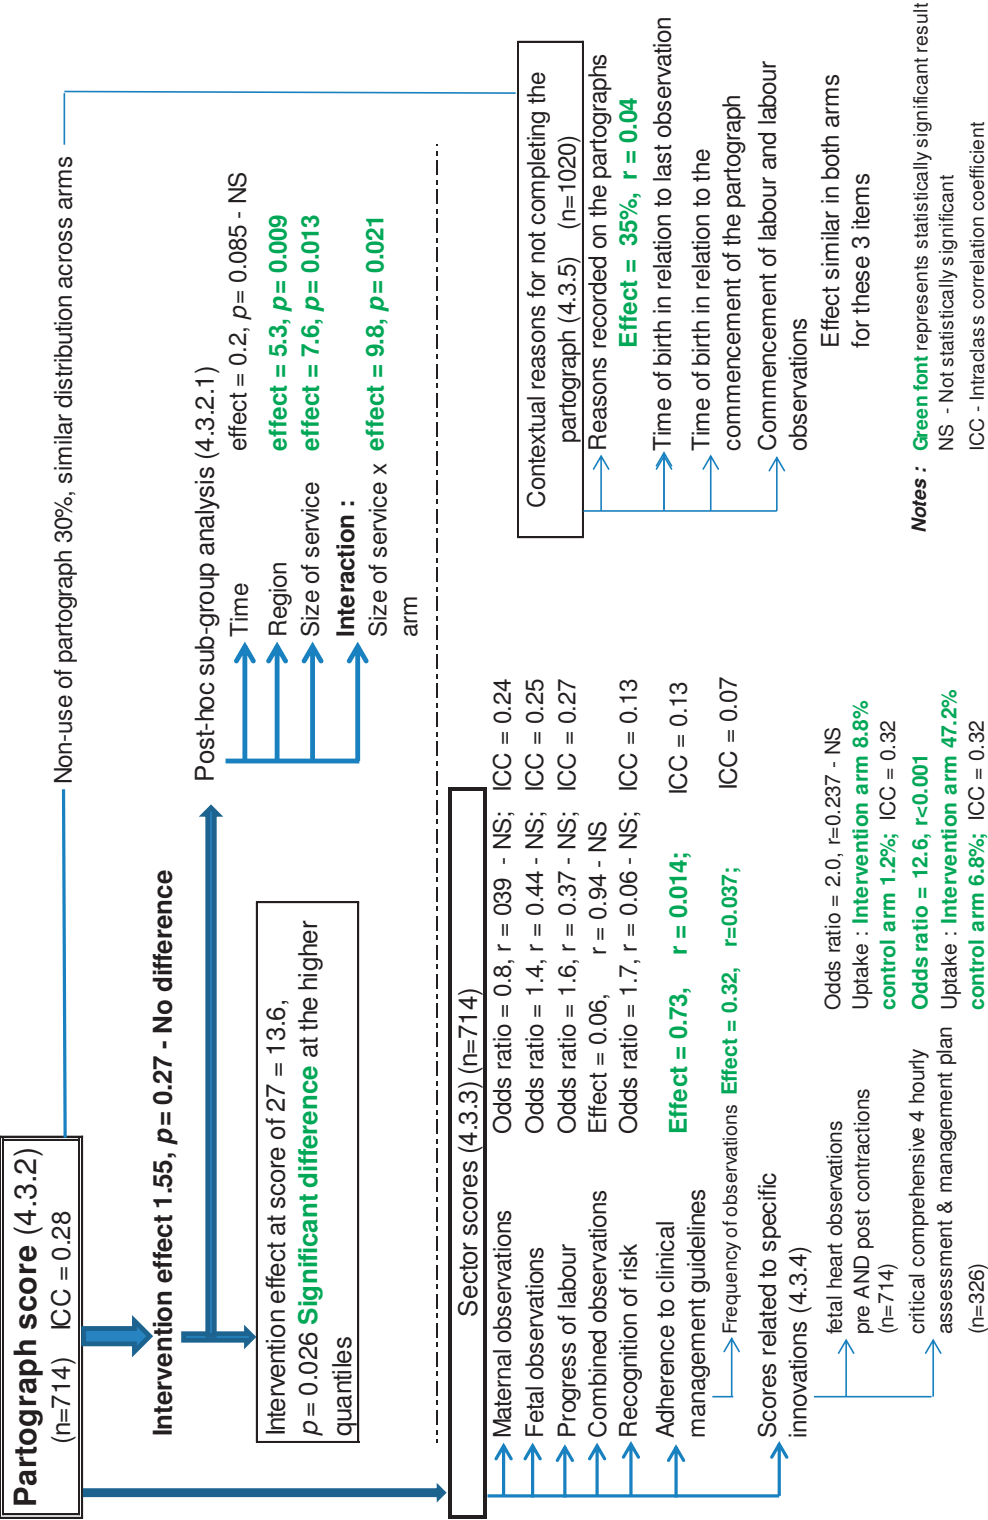 Partograph score (4.3.2)
(n=714) ICC = 0.28
Non-use of partograph 30%, similar distribution across arms
Intervention effect 1.55, p= 0.27 - No difference
Intervention effect at score of 27 = 13.6,
p= 0.026 Significant difference at the higher
quantiles
Post-hoc sub-group analysis (4.3.2.1)
Time effect = 0.2, p= 0.085 - NS
Region effect = 5.3, p= 0.009
Size of service effect = 7.6, p= 0.013
Interaction :
Size of service x effect = 9.8, p= 0.021
arm
Sector scores (4.3.3) (n=714)
Maternal observations Odds ratio = 0.8, r = 039 - NS; ICC = 0.24
Fetal observations Odds ratio = 1.4, r = 0.44 - NS; ICC = 0.25
Progress of labour Odds ratio = 1.6, r = 0.37 - NS; ICC = 0.27
Combined observations Effect = 0.06, r = 0.94 - NS
Recognition of risk Odds ratio = 1.7, r = 0.06 - NS; ICC = 0.13
Adherence to clinical
management guidelines Effect = 0.73, r = 0.014; ICC = 0.13
Frequency of observations Effect = 0.32, r=0.037; ICC = 0.07
Scores related to specific
innovations (4.3.4)
fetal heart observations
pre AND post contractions
(n=714)
Odds ratio = 2.0, r=0.237 - NS
Uptake : Intervention arm 8.8%
control arm 1.2%; ICC = 0.32
critical comprehensive 4 hourly
assessment & management plan
(n=326)
Odds ratio = 12.6, r<0.001
Uptake : Intervention arm 47.2%
control arm 6.8%; ICC = 0.32
Contextual reasons for not completing the
partograph (4.3.5) (n=1020)
Reasons recorded on the partographs
Effect = 35%, r = 0.04
Time of birth in relation to last observation
Time of birth in relation to the
commencement of the partograph
Commencement of labour and labour
observations
Effect similar in both arms
for these 3 items
Notes : Green font represents statistically significant result
NS - Not statistically significant
ICC - Intraclass correlation coefficient